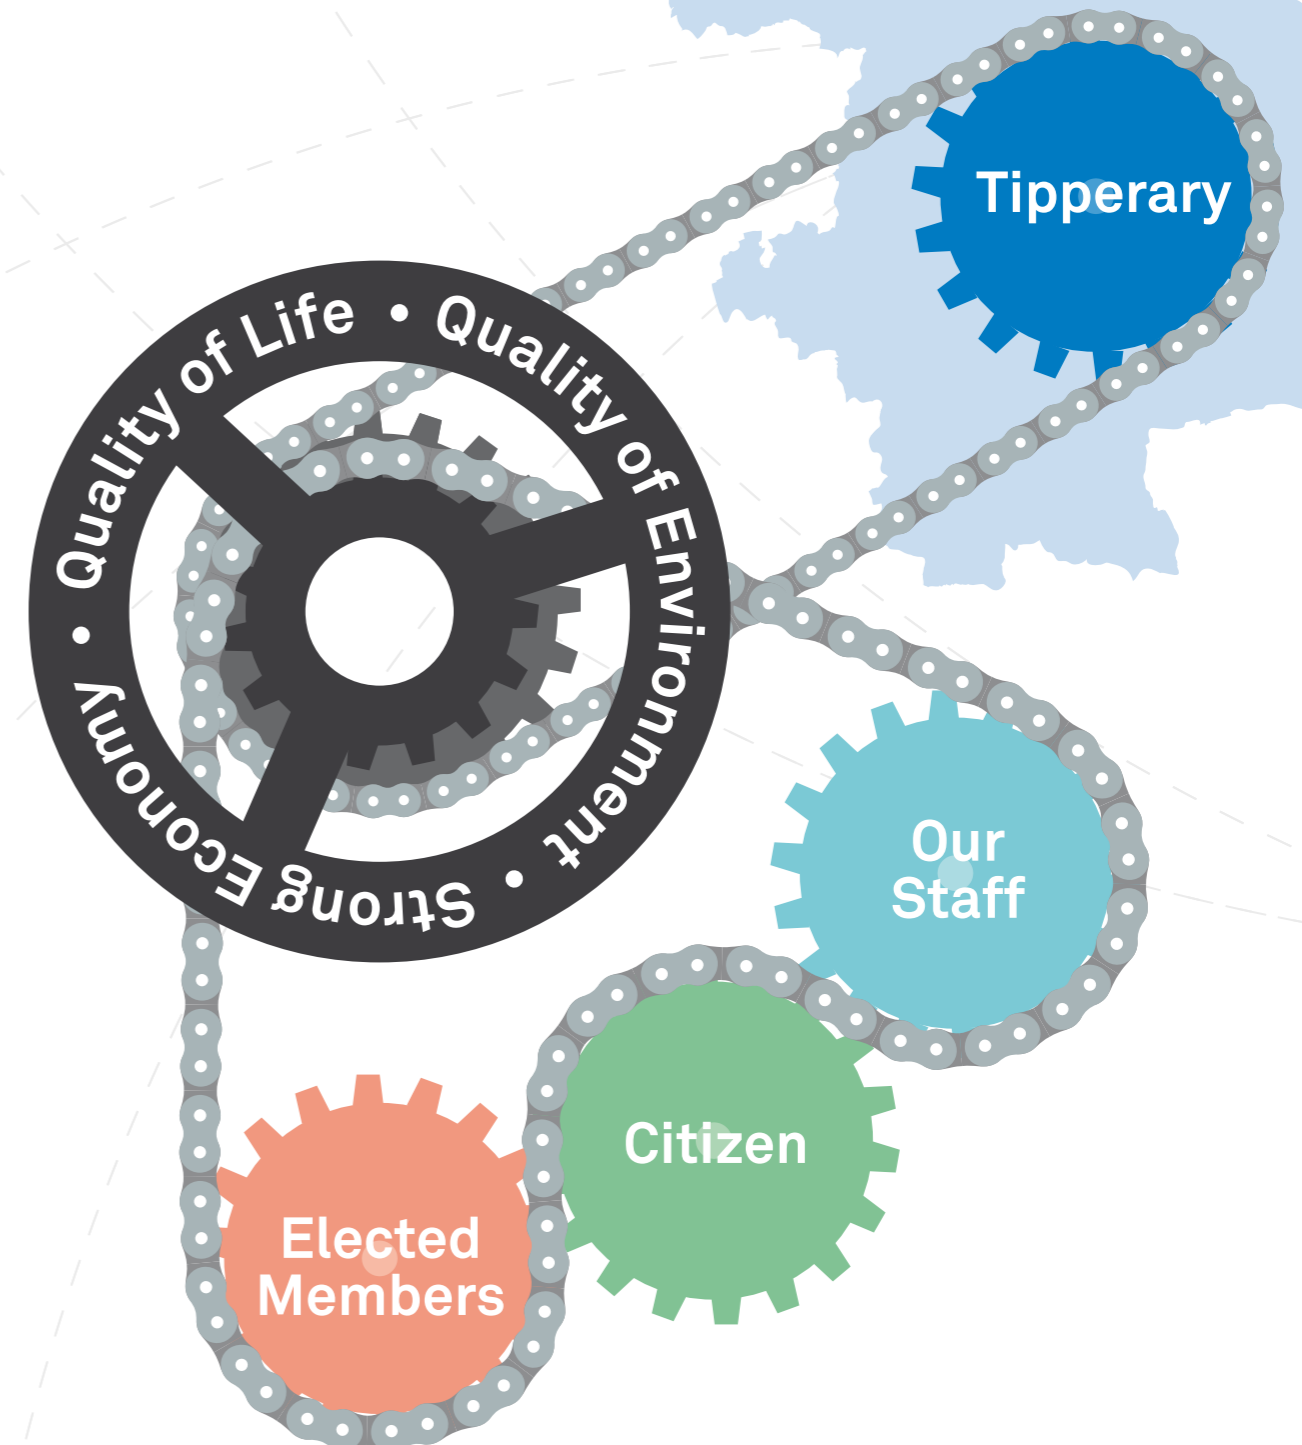 Tipperary
• Quality of Life • Quality of Environment • Strong Economy
Our
Staff
Citizen
Elected
Members